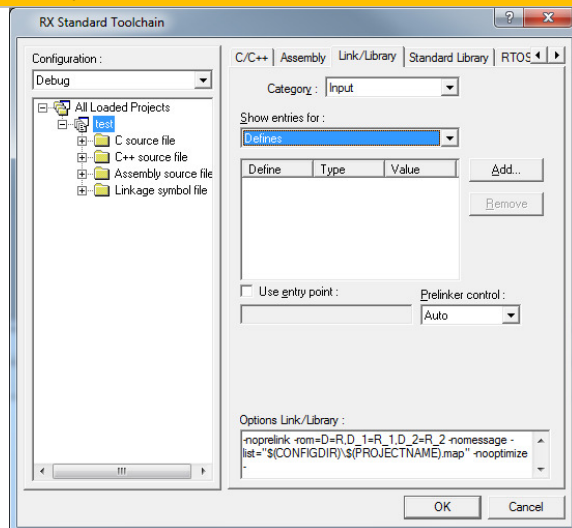 RX Standard Toolchain
Configuration :
Debug
All Loaded Projects
test
C source file
C++ source file
Assembly source file
Linkage symbol file
C/C++ Assembly Link/Library Standard Library RTOS
Category : Input
Show entries for :
Defines
Define Type Value
Add...
Remove
Use entry point :
Prelinker control :
Auto
Options Link/Library :
-noprelink -rom=D=R,D_1=R_1,D_2=R_2 -nomessage -
list="$(CONFIGDIR)\$(PROJECTNAME).map" -nooptimize
-
OK Cancel